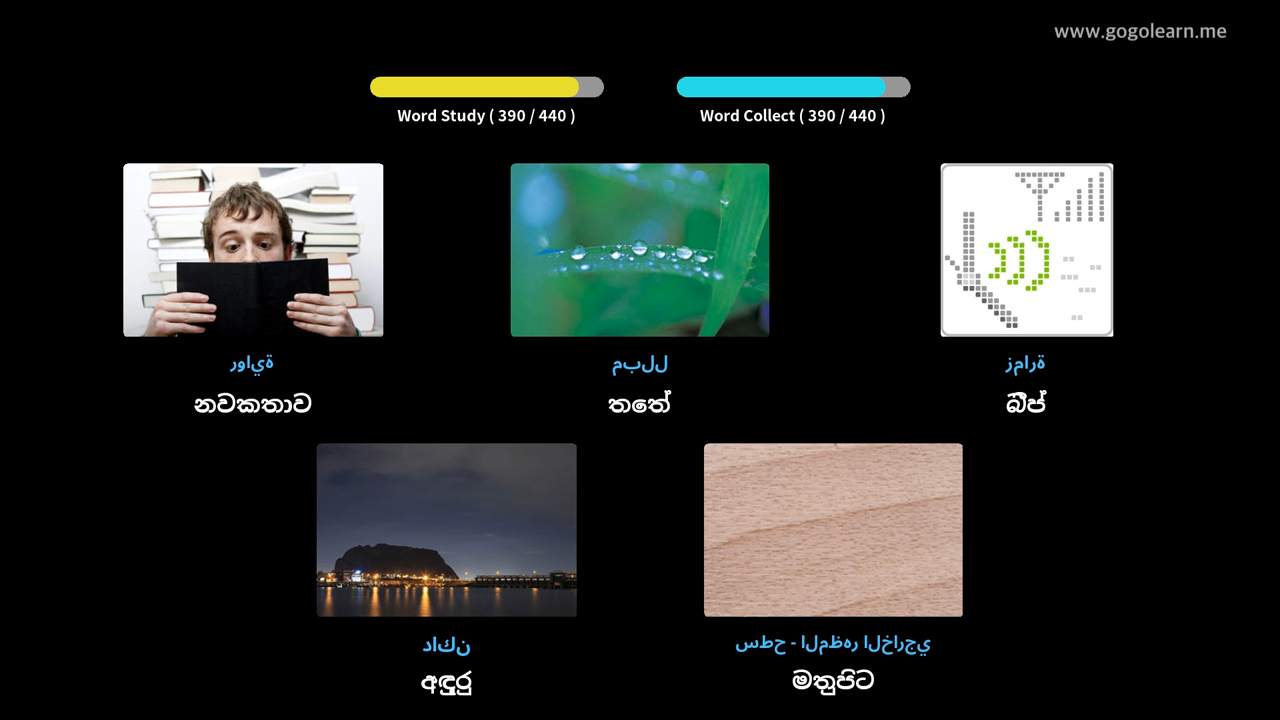 www.gogolearn.me
Word Study ( 390 / 440 )
Word Collect ( 390 / 440 )
رواية
مبلل
زمارة
නවකතාව
තතේ
බීප්
داكن
سطح - المظهر الخارجي
අඳුරු
මතුපිට